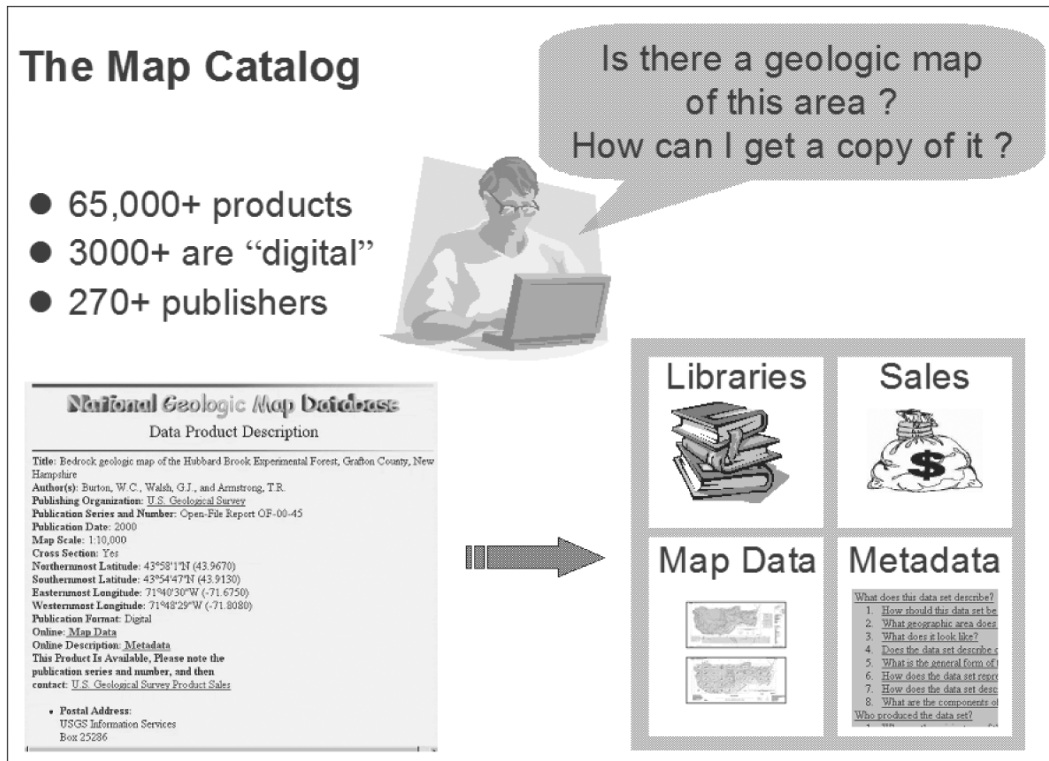 The Map Catalog
Is there a geologic map
of this area ?
How can I get a copy of it ?
● 65,000+ products
● 3000+ are “digital”
● 270+ publishers
National Geologic Map Database
Data Product Description
Title: Bedrock geologic map of the Hubbard Brook Experimental Forest, Grafton County, New
Hampshire
Author(s): Burton, W.C., Walsh, G.J., and Armstrong, T.R.
Publishing Organization: U.S. Geological Survey
Publication Series and Number: Open-File Report OF-00-45
Publication Date: 2000
Map Scale: 1:10,000
Cross Section: Yes
Northernmost Latitude: 43°58'1"N (43.9670)
Southernmost Latitude: 43°54'47"N (43.9130)
Easternmost Longitude: 71°40'30"W (-71.6750)
Westernmost Longitude: 71°48'29"W (-71.8080)
Publication Format: Digital
Online: Map Data
Online Description: Metadata
This Product Is Available, Please note the
publication series and number, and then
contact: U.S. Geological Survey Product Sales
• Postal Address:
USGS Information Services
Box 25286
Libraries
Sales
$
Map Data
Metadata
What does this data set describe?
1. How should this data set be
2. What geographic area does
3. What does it look like?
4. Does the data set describe
5. What is the general form of
6. How does the data set repre
7. How does the data set desc
8. What are the components of
Who produced the data set?